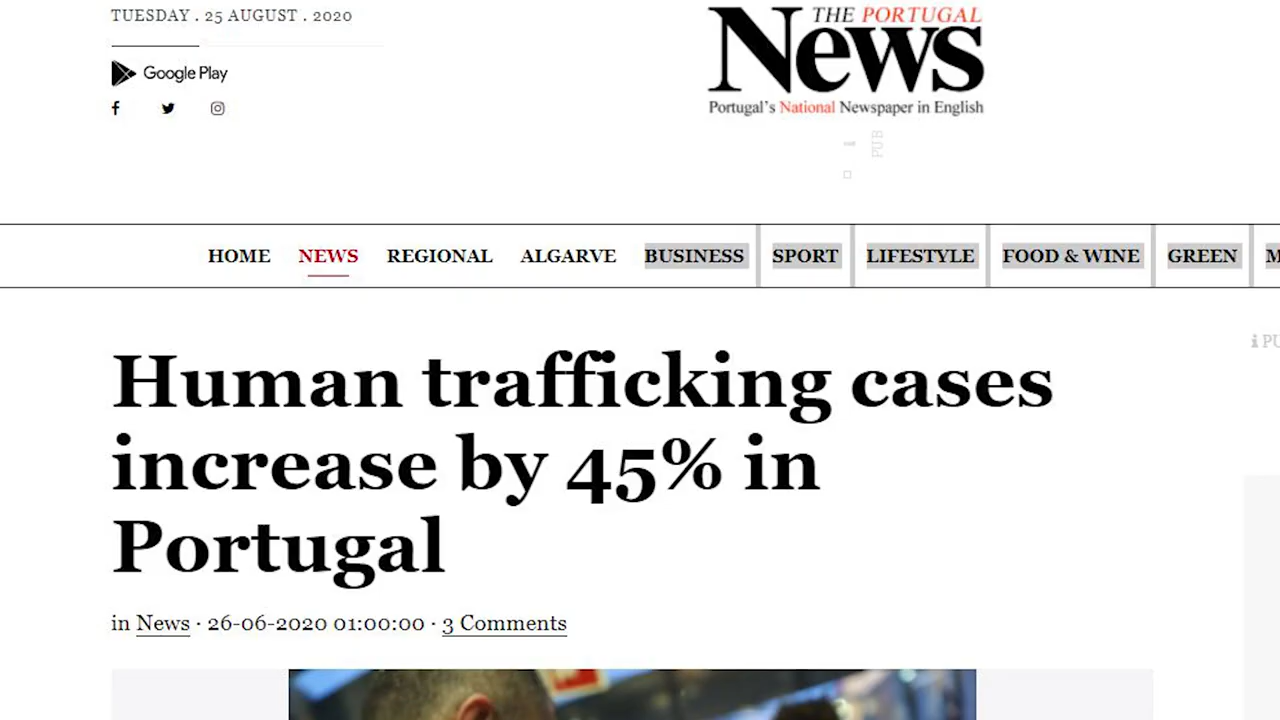 TUESDAY . 25 AUGUST . 2020
Google Play
THE PORTUGAL
News
Portugal's National Newspaper in English
PUB
HOME NEWS REGIONAL ALGARVE BUSINESS SPORT LIFESTYLE FOOD & WINE GREEN M
PU
Human trafficking cases
increase by 45% in
Portugal
in News · 26-06-2020 01:00:00 · 3 Comments